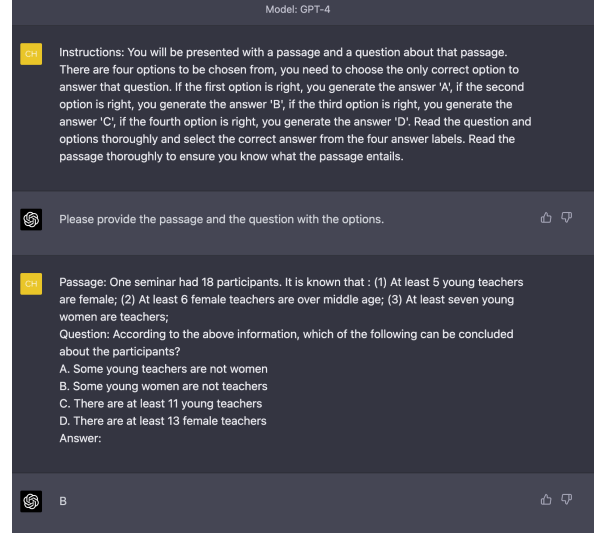 Model: GPT-4
CH
Instructions: You will be presented with a passage and a question about that passage.
There are four options to be chosen from, you need to choose the only correct option to
answer that question. If the first option is right, you generate the answer 'A', if the second
option is right, you generate the answer 'B', if the third option is right, you generate the
answer 'C', if the fourth option is right, you generate the answer 'D'. Read the question and
options thoroughly and select the correct answer from the four answer labels. Read the
passage thoroughly to ensure you know what the passage entails.
Please provide the passage and the question with the options.
CH
Passage: One seminar had 18 participants. It is known that : (1) At least 5 young teachers
are female; (2) At least 6 female teachers are over middle age; (3) At least seven young
women are teachers;
Question: According to the above information, which of the following can be concluded
about the participants?
A. Some young teachers are not women
B. Some young women are not teachers
C. There are at least 11 young teachers
D. There are at least 13 female teachers
Answer:
B